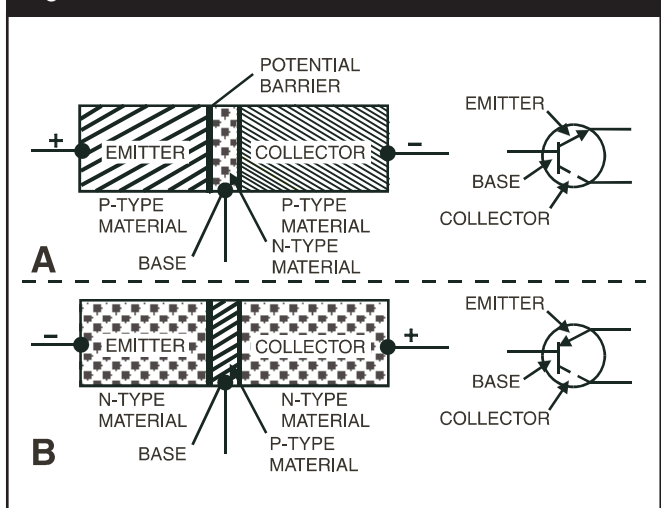 POTENTIAL
BARRIER
+
EMITTER
COLLECTOR
−
P-TYPE
MATERIAL
P-TYPE
MATERIAL
N-TYPE
MATERIAL
BASE
A
EMITTER
BASE
COLLECTOR
−
EMITTER
COLLECTOR
+
N-TYPE
MATERIAL
N-TYPE
MATERIAL
P-TYPE
MATERIAL
BASE
B
EMITTER
BASE
COLLECTOR